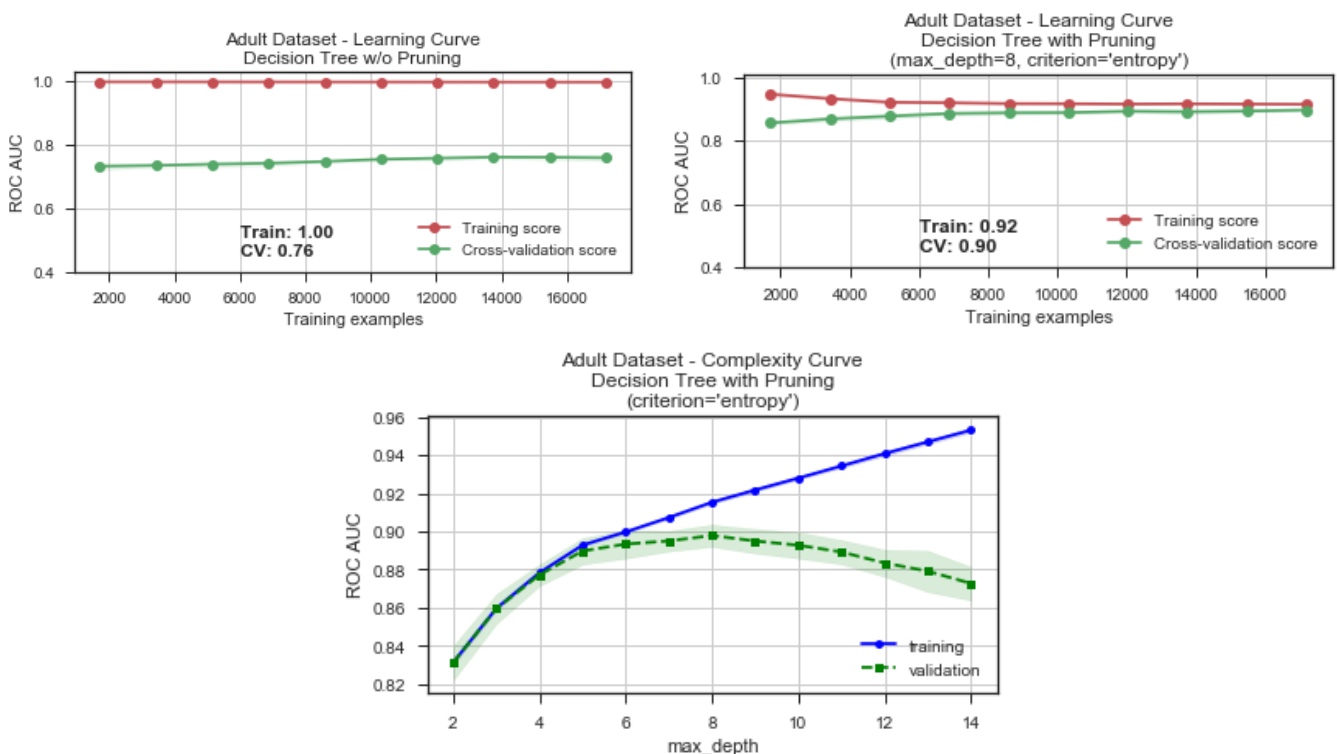 Adult Dataset - Learning Curve
Decision Tree w/o Pruning
1.0
0.8
0.6
0.4
ROC AUC
Train: 1.00
CV: 0.76
Training score
Cross-validation score
2000 4000 6000 8000 10000 12000 14000 16000
Training examples
Adult Dataset - Learning Curve
Decision Tree with Pruning
(max_depth=8, criterion='entropy')
1.0
0.8
0.6
0.4
ROC AUC
Train: 0.92
CV: 0.90
Training score
Cross-validation score
2000 4000 6000 8000 10000 12000 14000 16000
Training examples
Adult Dataset - Complexity Curve
Decision Tree with Pruning
(criterion='entropy')
0.96
0.94
0.92
0.90
0.88
0.86
0.84
0.82
ROC AUC
training
validation
2 4 6 8 10 12 14
max_depth